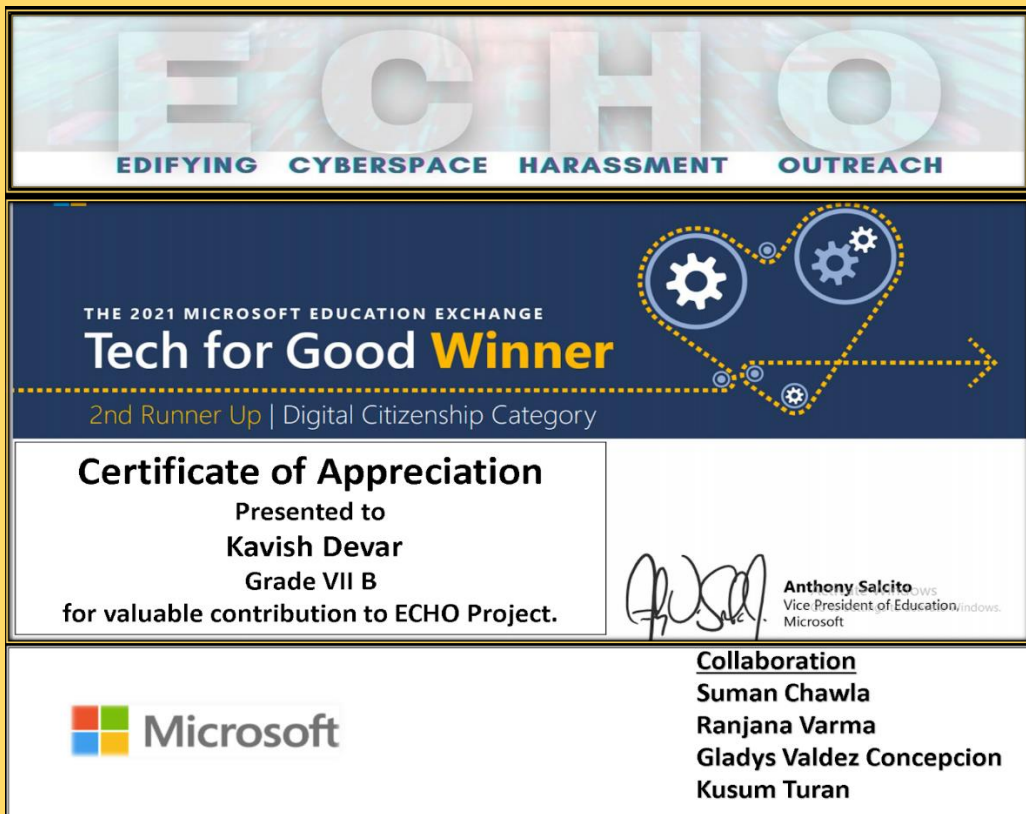 ECHO
EDIFYING CYBERSPACE HARASSMENT OUTREACH
THE 2021 MICROSOFT EDUCATION EXCHANGE
Tech for Good Winner
2nd Runner Up | Digital Citizenship Category
Certificate of Appreciation
Presented to
Kavish Devar
Grade VII B
for valuable contribution to ECHO Project.
Anthony Salcito
Vice President of Education,
Microsoft
Microsoft
Collaboration
Suman Chawla
Ranjana Varma
Gladys Valdez Concepcion
Kusum Turan